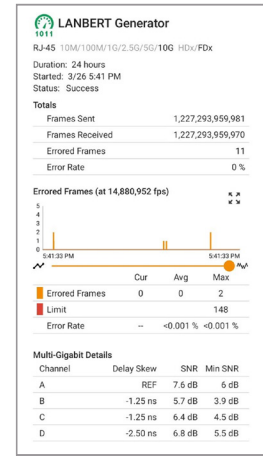 LANBERT Generator
1011
RJ-45 10M/100M/1G/2.5G/5G/10G HDx/FDx
Duration: 24 hours
Started: 3/26 5:41 PM
Status: Success
Totals
Frames Sent 1,227,293,959,981
Frames Received 1,227,293,959,970
Errored Frames 11
Error Rate 0 %
Errored Frames (at 14,880,952 fps)
5
4
3
2
1
0
5:41:33 PM 5:41:33 PM
Cur Avg Max
Errored Frames 0 0 2
Limit 148
Error Rate -- <0.001 % <0.001 %
Multi-Gigabit Details
Channel Delay Skew SNR Min SNR
A REF 7.6 dB 6 dB
B -1.25 ns 5.7 dB 3.9 dB
C -1.25 ns 6.4 dB 4.5 dB
D -2.50 ns 6.8 dB 5.5 dB